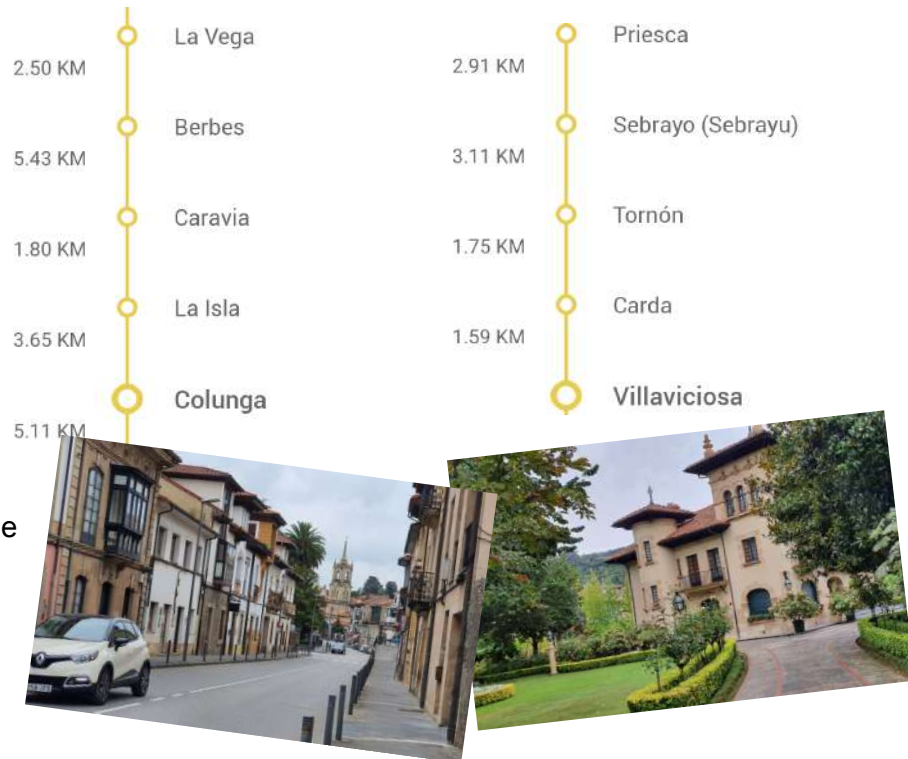 La Vega
2.50 KM
Berbes
5.43 KM
Caravia
1.80 KM
La Isla
3.65 KM
Colunga
5.11 KM
e
Priesca
2.91 KM
Sebrayo (Sebrayu)
3.11 KM
Tornón
1.75 KM
Carda
1.59 KM
Villaviciosa